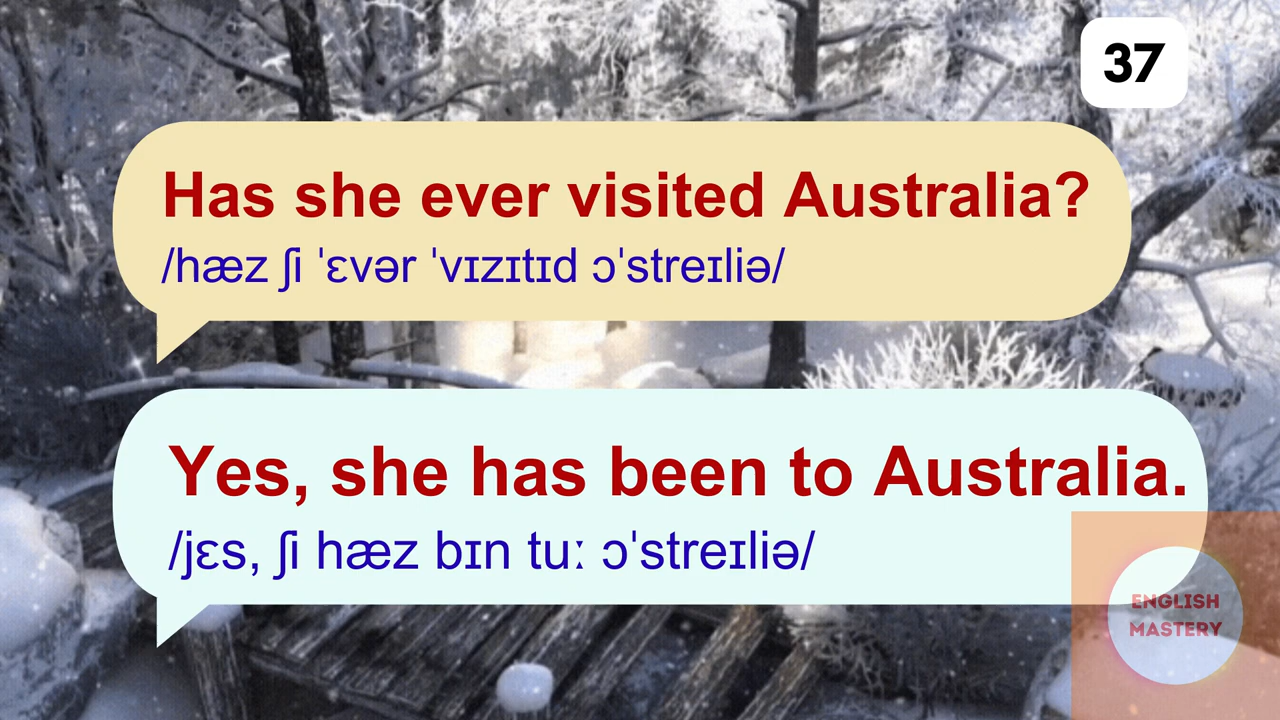 37
Has she ever visited Australia?
/hæz ʃi ˈɛvər ˈvɪzɪtɪd ɔˈstreɪliə/
Yes, she has been to Australia.
/jɛs, ʃi hæz bɪn tuː ɔˈstreɪliə/
ENGLISH
MASTERY